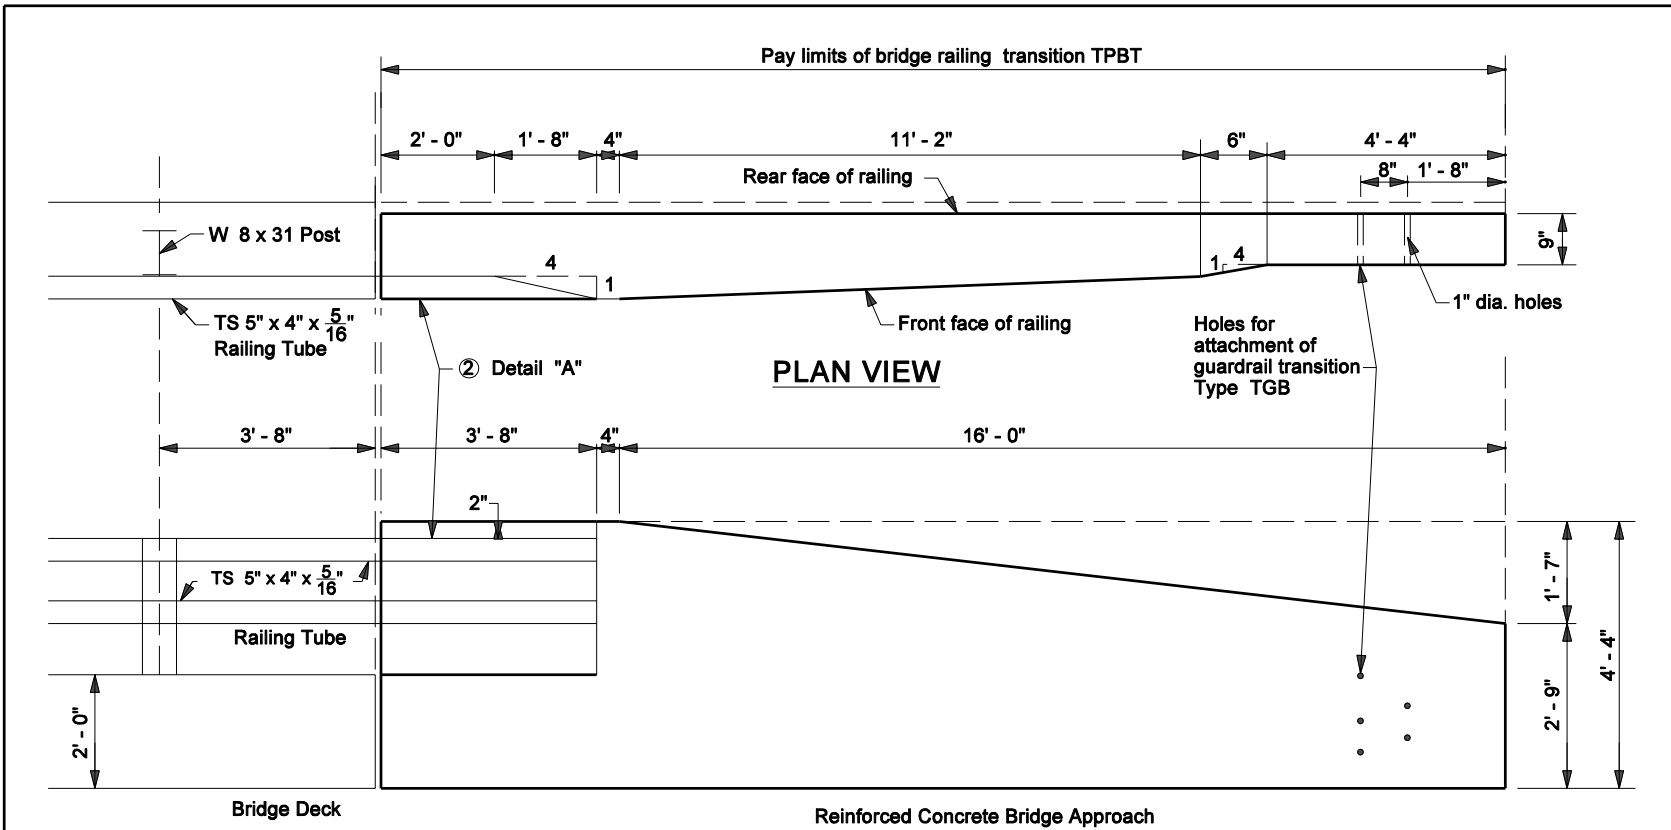 Pay limits of bridge railing transition TPBT
2' - 0" 1' - 8" 4" 11' - 2" 6" 4' - 4"
8" 1' - 8"
Rear face of railing
W 8 x 31 Post
9"
4
1
1 4
TS 5" x 4" x 5/16"
Railing Tube
Front face of railing
1" dia. holes
Holes for
attachment of
guardrail transition
Type TGB
② Detail "A"
PLAN VIEW
3' - 8" 3' - 8" 4" 16' - 0"
2"
TS 5" x 4" x 5/16"
Railing Tube
1' - 7"
4' - 4"
2' - 9"
2' - 0"
Bridge Deck
Reinforced Concrete Bridge Approach